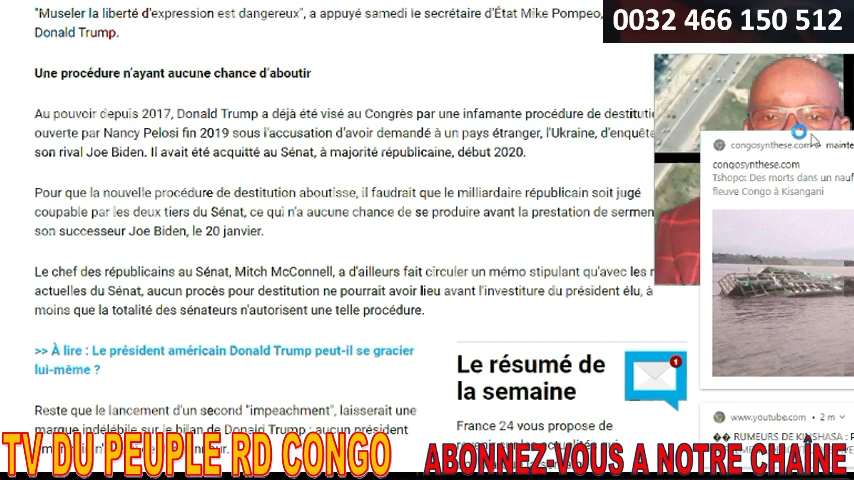 "Museler la liberté d'expression est dangereux", a appuyé samedi le secrétaire d'État Mike Pompeo,
Donald Trump.
0032 466 150 512
Une procédure n'ayant aucune chance d'aboutir
Au pouvoir depuis 2017, Donald Trump a déjà été visé au Congrès par une infamante procédure de destituti
ouverte par Nancy Pelosi fin 2019 sous l'accusation d'avoir demandé à un pays étranger, l'Ukraine, d'enquête
son rival Joe Biden. Il avait été acquitté au Sénat, à majorité républicaine, début 2020.
Pour que la nouvelle procédure de destitution aboutisse, il faudrait que le milliardaire républicain soit jugé
coupable par les deux tiers du Sénat, ce qui n'a aucune chance de se produire avant la prestation de sermen
son successeur Joe Biden, le 20 janvier.
Le chef des républicains au Sénat, Mitch McConnell, a d'ailleurs fait circuler un mémo stipulant qu'avec les r
actuelles du Sénat, aucun procès pour destitution ne pourrait avoir lieu avant l'investiture du président élu, à
moins que la totalité des sénateurs n'autorisent une telle procédure.
>> À lire : Le président américain Donald Trump peut-il se gracier
lui-même ?
Reste que le lancement d'un second "impeachment", laisserait une
marque indélébile sur le bilan de Donald Trump : aucun président
Le résumé de
la semaine
1
France 24 vous propose de
congosynthese.com mainte
congosynthese.com
Tshopo: Des morts dans un nauf
fleuve Congo à Kisangani
www.youtube.com • 2 m
RUMEURS DE KINSHASA : P
TV DU PEUPLE RD CONGO
ABONNEZ-VOUS A NOTRE CHAÎNE